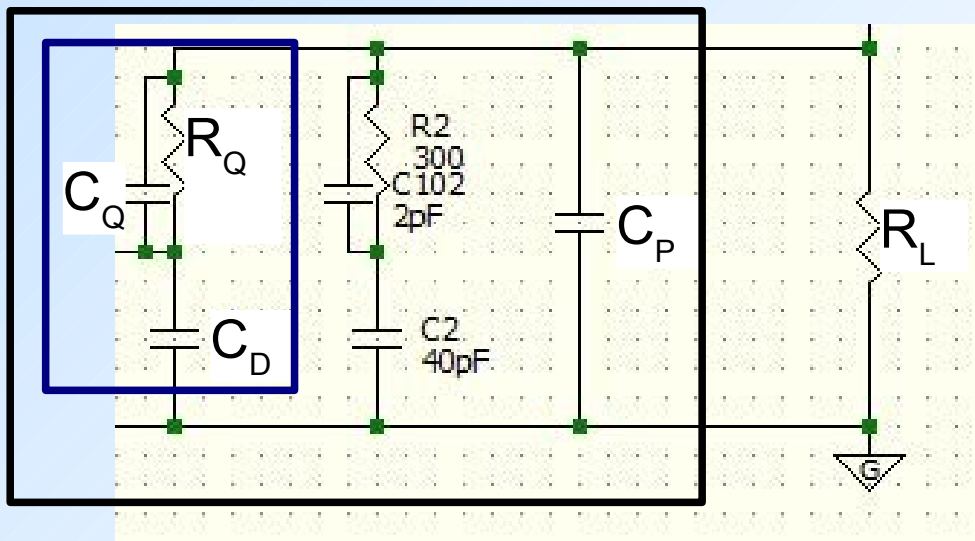 R_Q
C_Q
C_D
R2
300
C102
2pF
C2
40pF
C_P
R_L
G